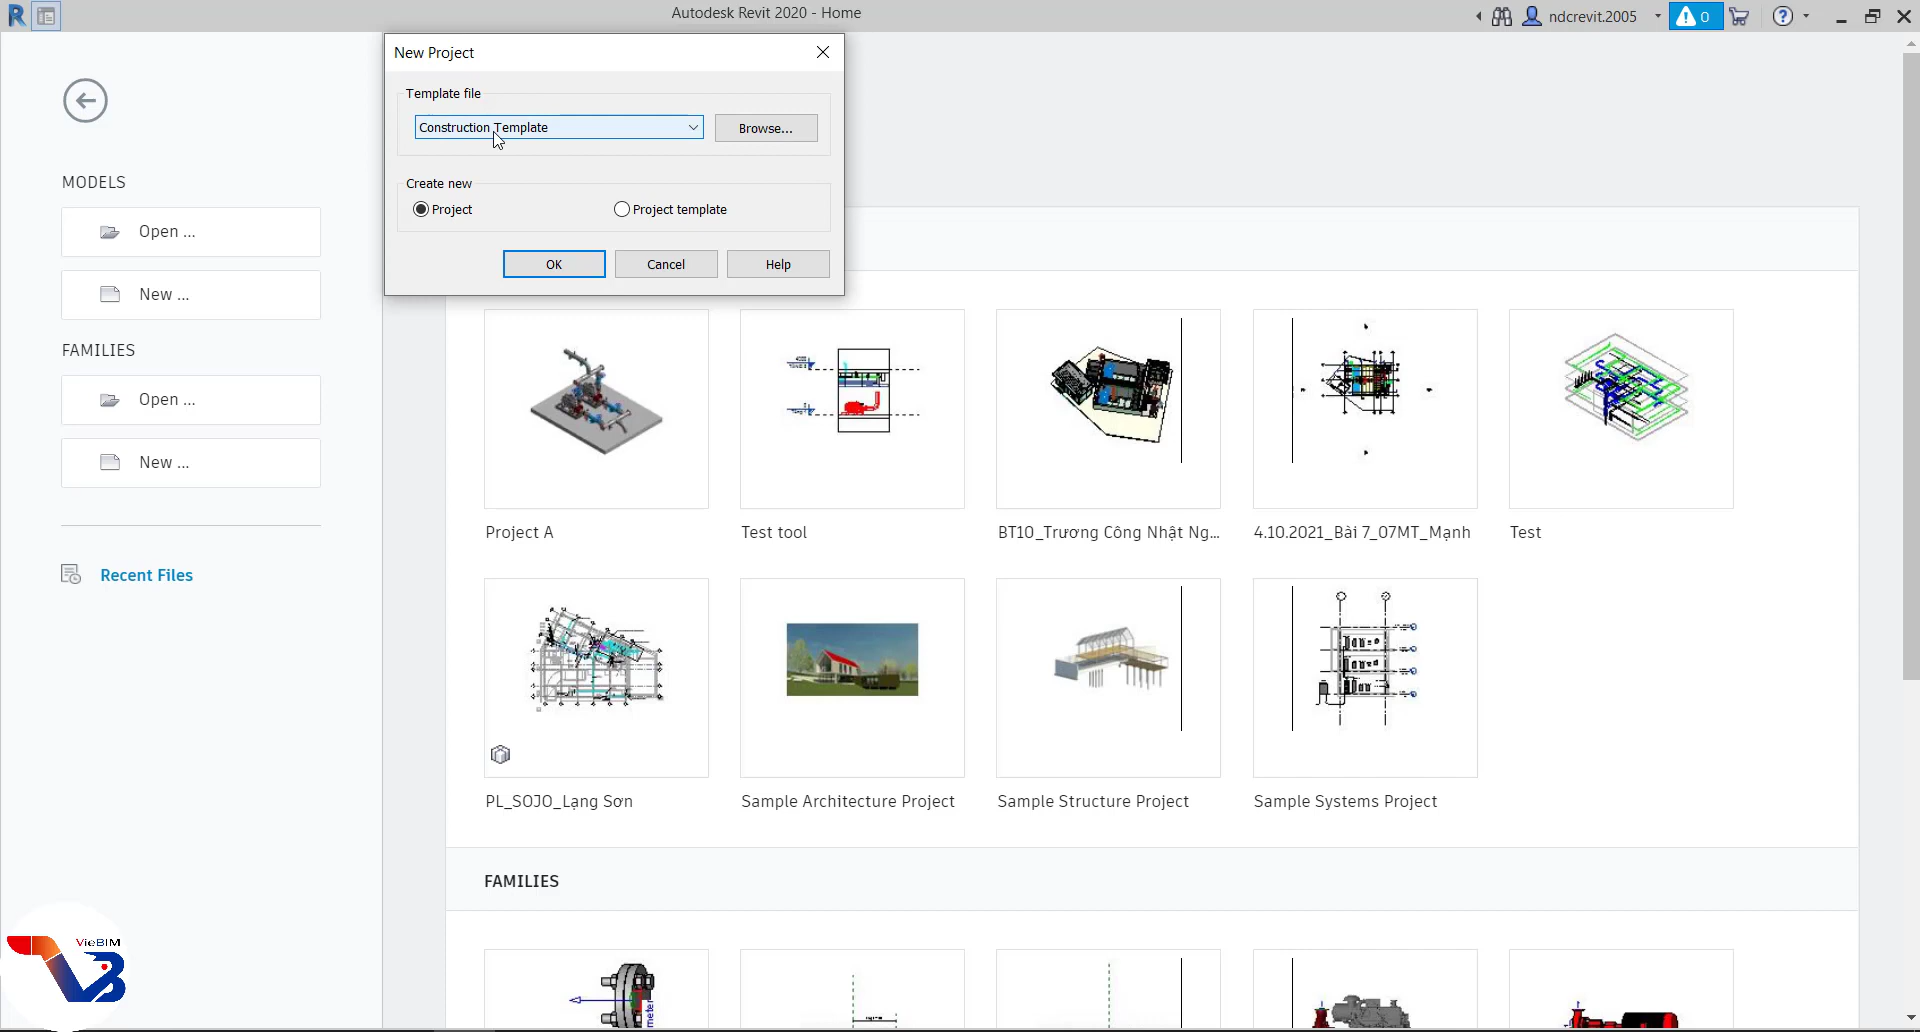 Autodesk Revit 2020 - Home
ndcrevit.2005
0
New Project
Template file
Construction Template
Browse...
Create new
Project
Project template
OK
Cancel
Help
MODELS
Open ...
New ...
FAMILIES
Open ...
New ...
Recent Files
Project A
Test tool
BT10_Trương Công Nhật Ng...
4.10.2021_Bài 7_07MT_Mạnh
Test
PL_SOJO_Lạng Sơn
Sample Architecture Project
Sample Structure Project
Sample Systems Project
FAMILIES
VieBIM